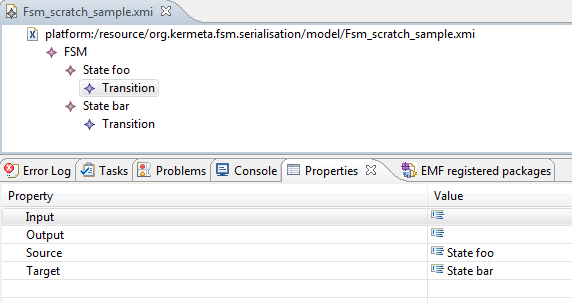 Fsm_scratch_sample.xmi
platform:/resource/org.kermeta.fsm.serialisation/model/Fsm_scratch_sample.xmi
FSM
State foo
Transition
State bar
Transition
Error Log Tasks Problems Console Properties EMF registered packages
Property Value
Input
Output
Source State foo
Target State bar